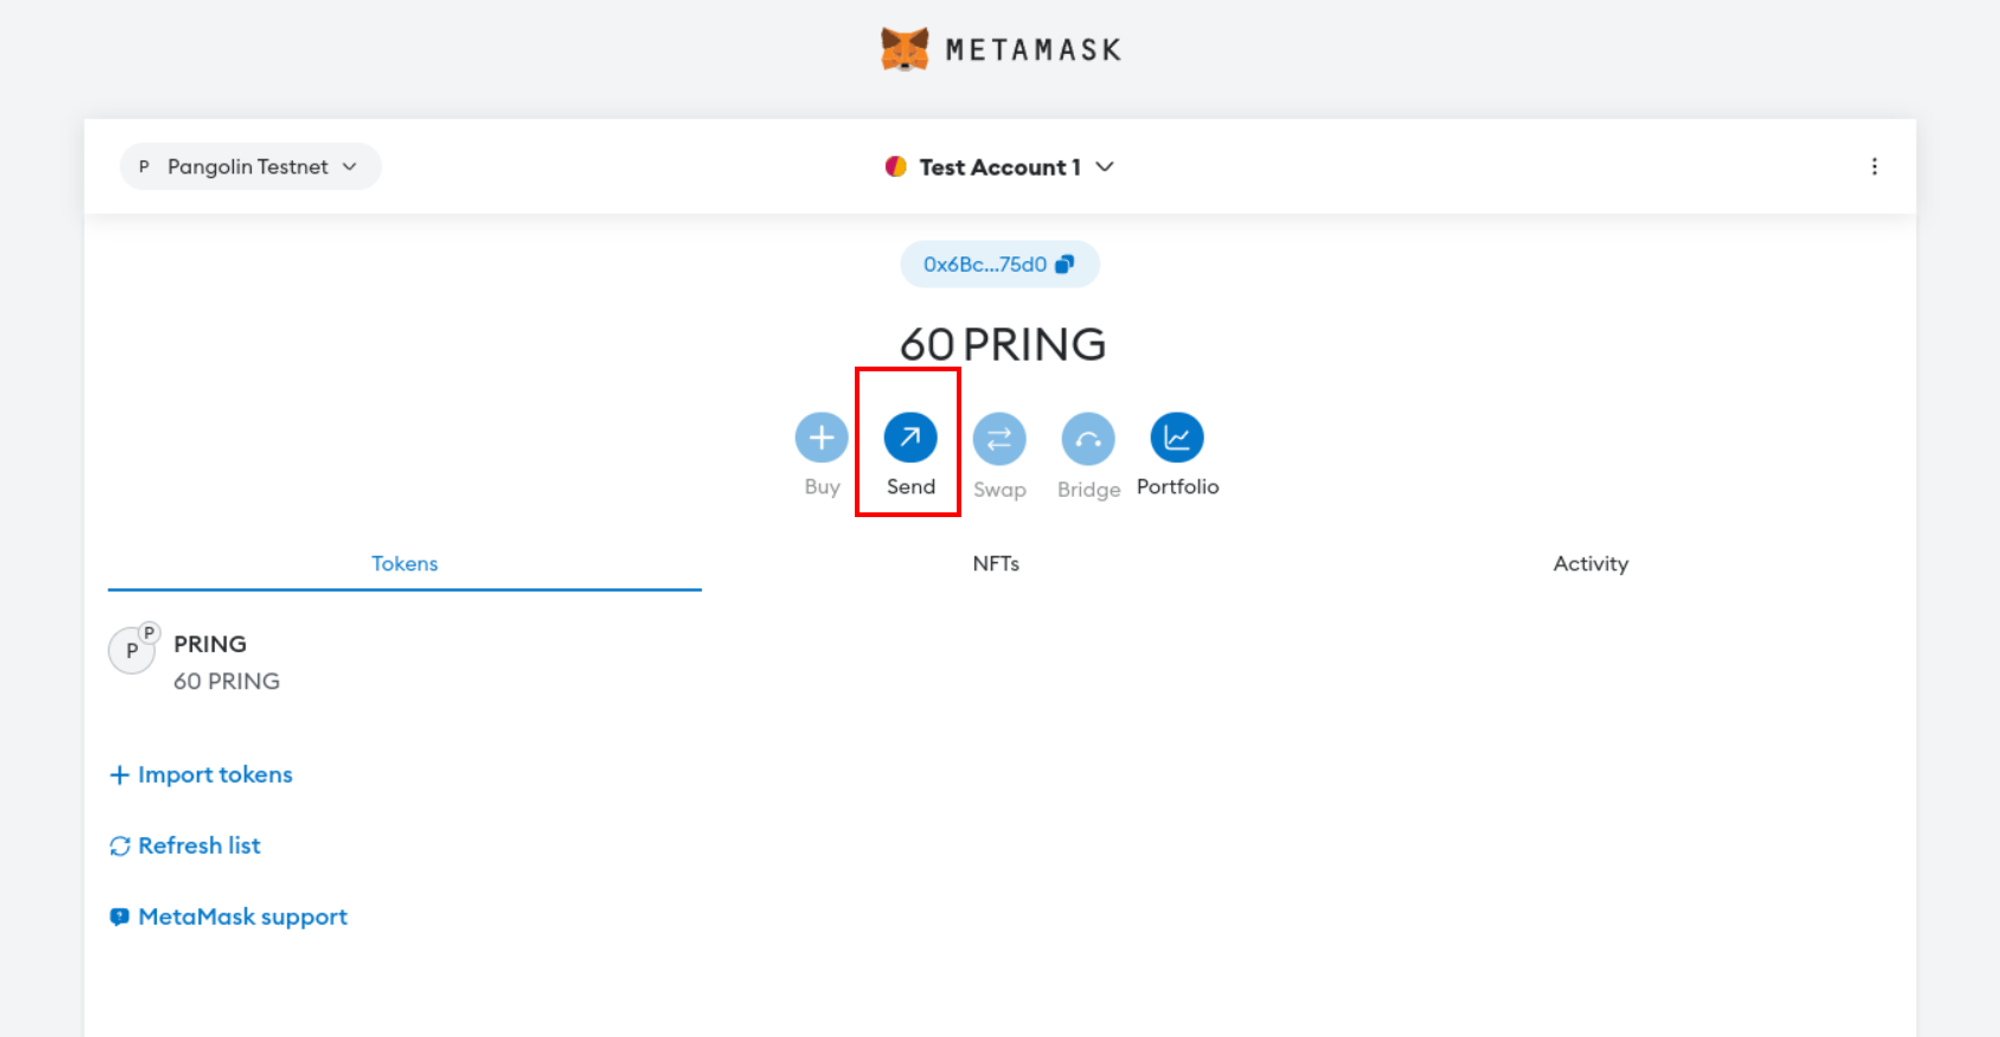 METAMASK
P Pangolin Testnet
Test Account 1
0x6Bc...75d0
60 PRING
Buy Send Swap Bridge Portfolio
Tokens NFTs Activity
P P PRING
60 PRING
Import tokens
Refresh list
MetaMask support